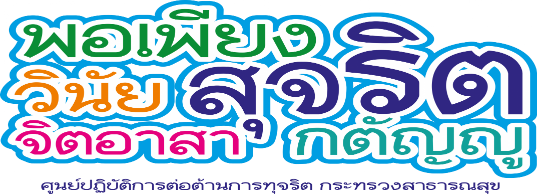 พอเพียง
วินัย สุจริต
จิตอาสา กตัญญู
ศูนย์ปฏิบัติการต่อต้านการทุจริต กระทรวงสาธารณสุข